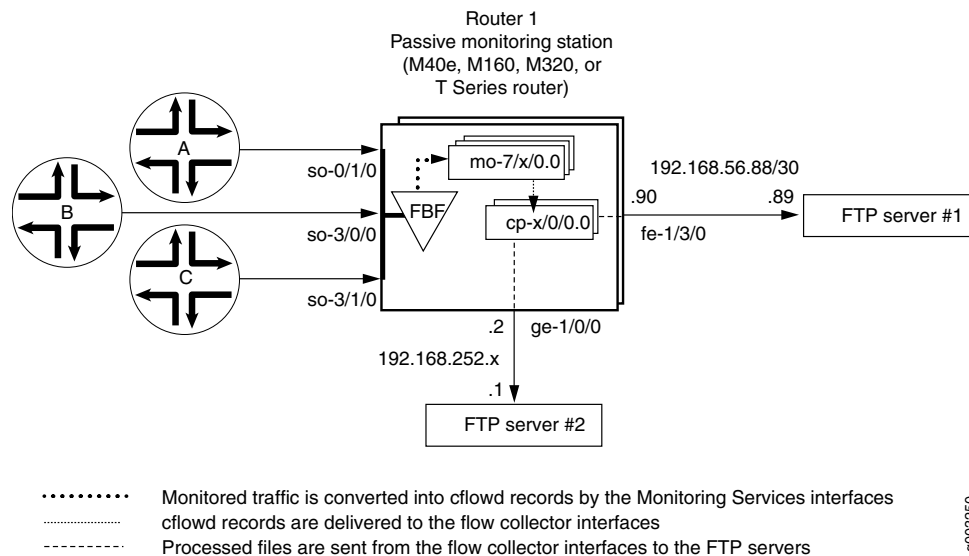 Router 1
Passive monitoring station
(M40e, M160, M320, or
T Series router)
A
so-0/1/0
mo-7/x/0.0
192.168.56.88/30
B
FBF
cp-x/0/0.0
.90
.89
FTP server #1
so-3/0/0
fe-1/3/0
C
so-3/1/0
.2
ge-1/0/0
192.168.252.x
.1
FTP server #2
Monitored traffic is converted into cflowd records by the Monitoring Services interfaces
cflowd records are delivered to the flow collector interfaces
Processed files are sent from the flow collector interfaces to the FTP servers